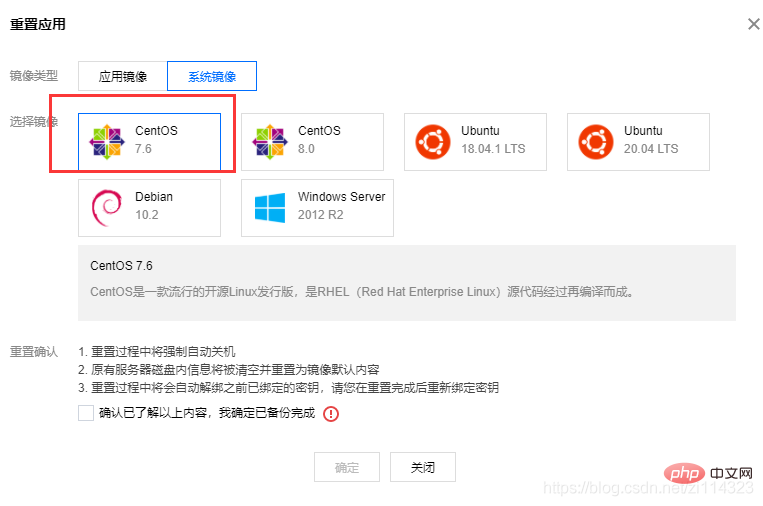 重置应用
镜像类型
应用镜像
系统镜像
选择镜像
CentOS
7.6
CentOS
8.0
Ubuntu
18.04.1 LTS
Ubuntu
20.04 LTS
Debian
10.2
Windows Server
2012 R2
CentOS 7.6
CentOS是一款流行的开源Linux发行版，是RHEL（Red Hat Enterprise Linux）源代码经过再编译而成。
重置确认
1. 重置过程中将强制自动关机
2. 原有服务器磁盘内信息将被清空并重置为镜像默认内容
3. 重置过程中将会自动解绑之前已绑定的密钥，请您在重置完成后重新绑定密钥
确认已了解以上内容，我确定已备份完成
确定
关闭
php 中文网
https://blog.csdn.net/zl114323